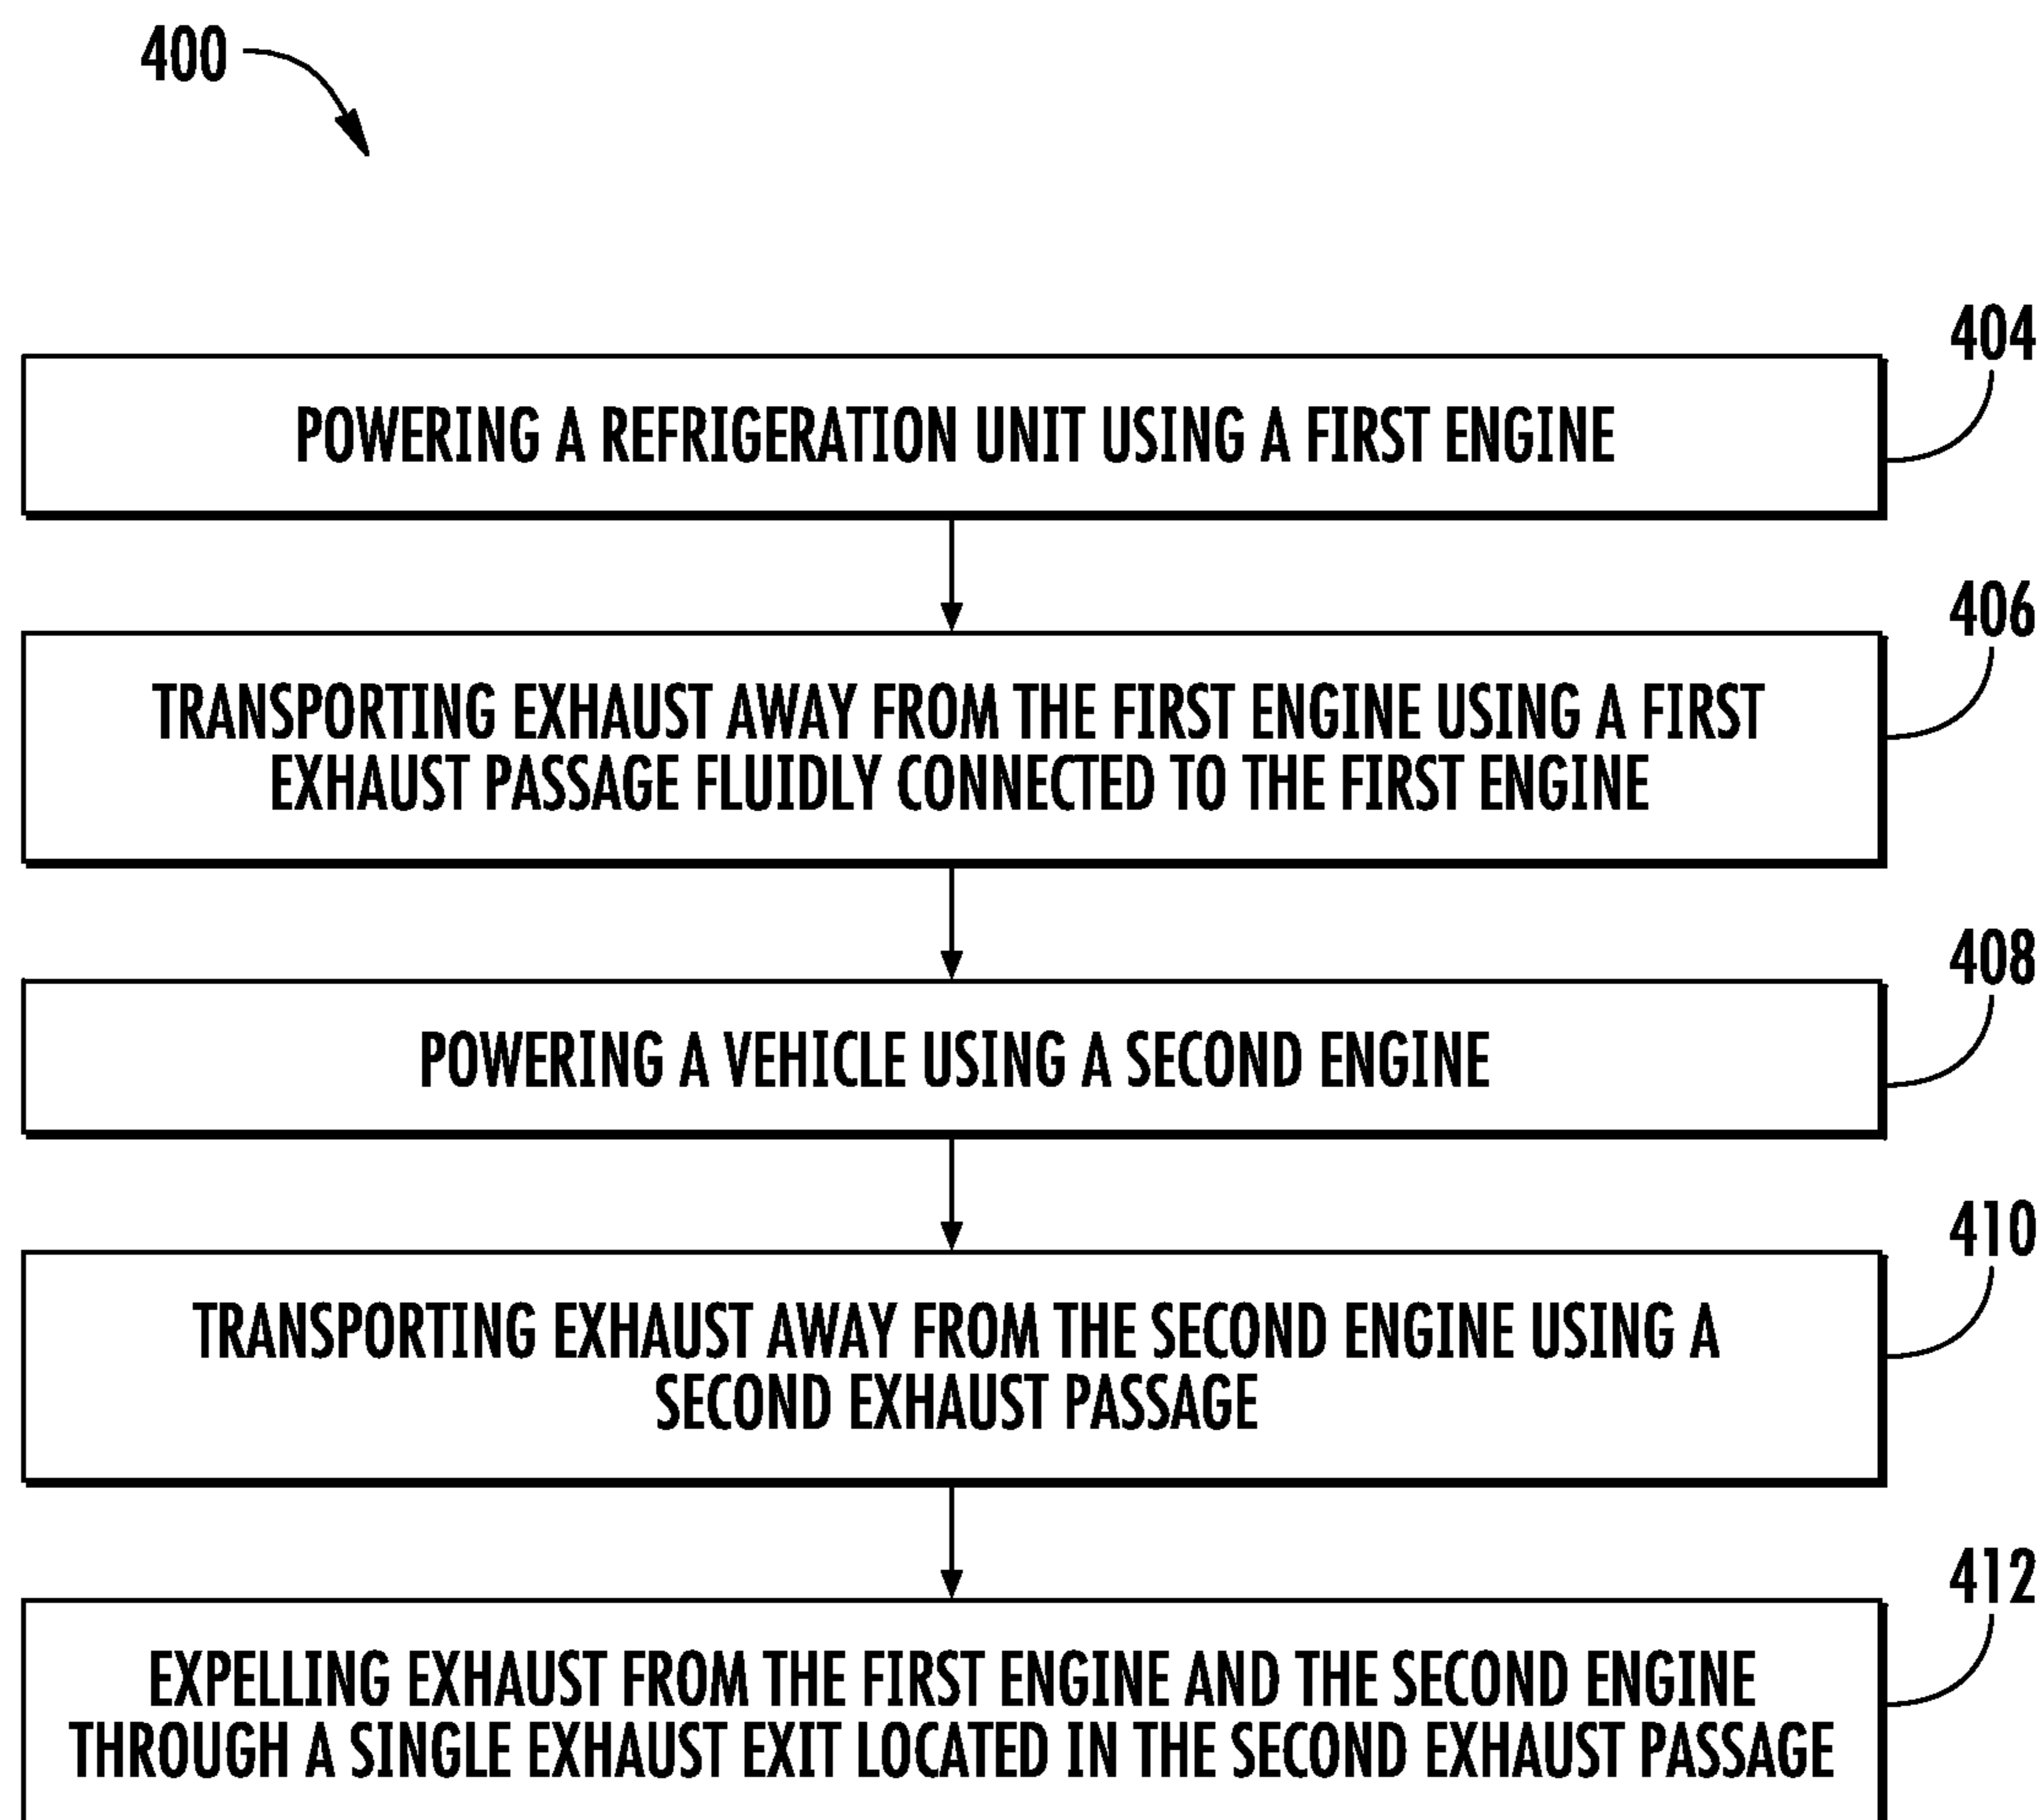 400
404
POWERING A REFRIGERATION UNIT USING A FIRST ENGINE
406
TRANSPORTING EXHAUST AWAY FROM THE FIRST ENGINE USING A FIRST
EXHAUST PASSAGE FLUIDLY CONNECTED TO THE FIRST ENGINE
408
POWERING A VEHICLE USING A SECOND ENGINE
410
TRANSPORTING EXHAUST AWAY FROM THE SECOND ENGINE USING A
SECOND EXHAUST PASSAGE
412
EXPELLING EXHAUST FROM THE FIRST ENGINE AND THE SECOND ENGINE
THROUGH A SINGLE EXHAUST EXIT LOCATED IN THE SECOND EXHAUST PASSAGE